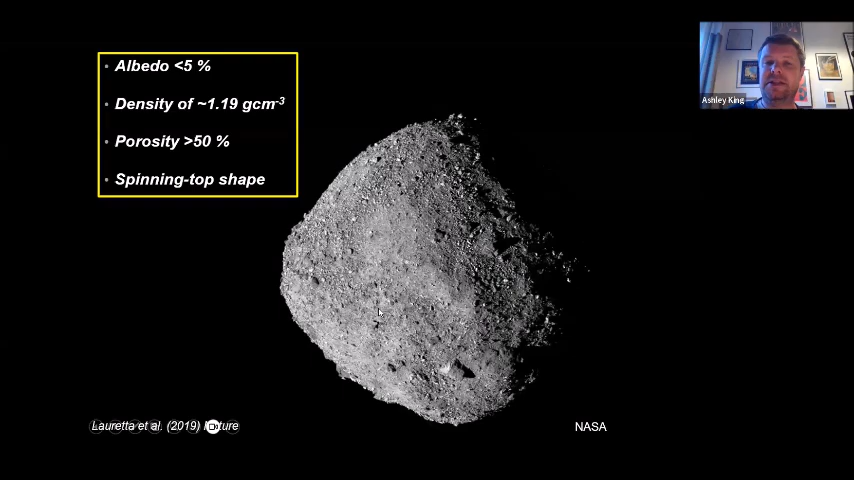 • Albedo <5 %
• Density of ~1.19 gcm⁻³
• Porosity >50 %
• Spinning-top shape
Ashley King
Lauretta et al. (2019)
NASA